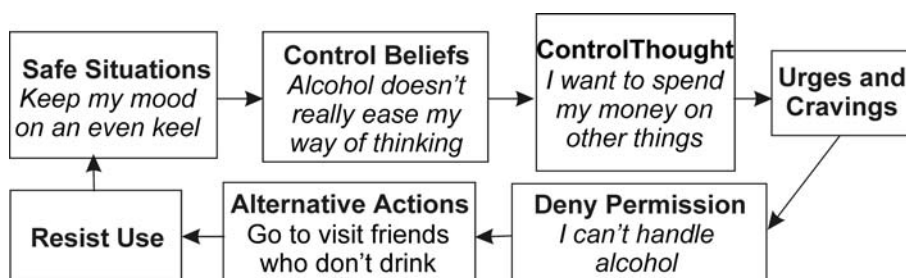 Safe Situations
Keep my mood
on an even keel
Control Beliefs
Alcohol doesn't
really ease my
way of thinking
ControlThought
I want to spend
my money on
other things
Urges and
Cravings
Deny Permission
I can't handle
alcohol
Alternative Actions
Go to visit friends
who don't drink
Resist Use